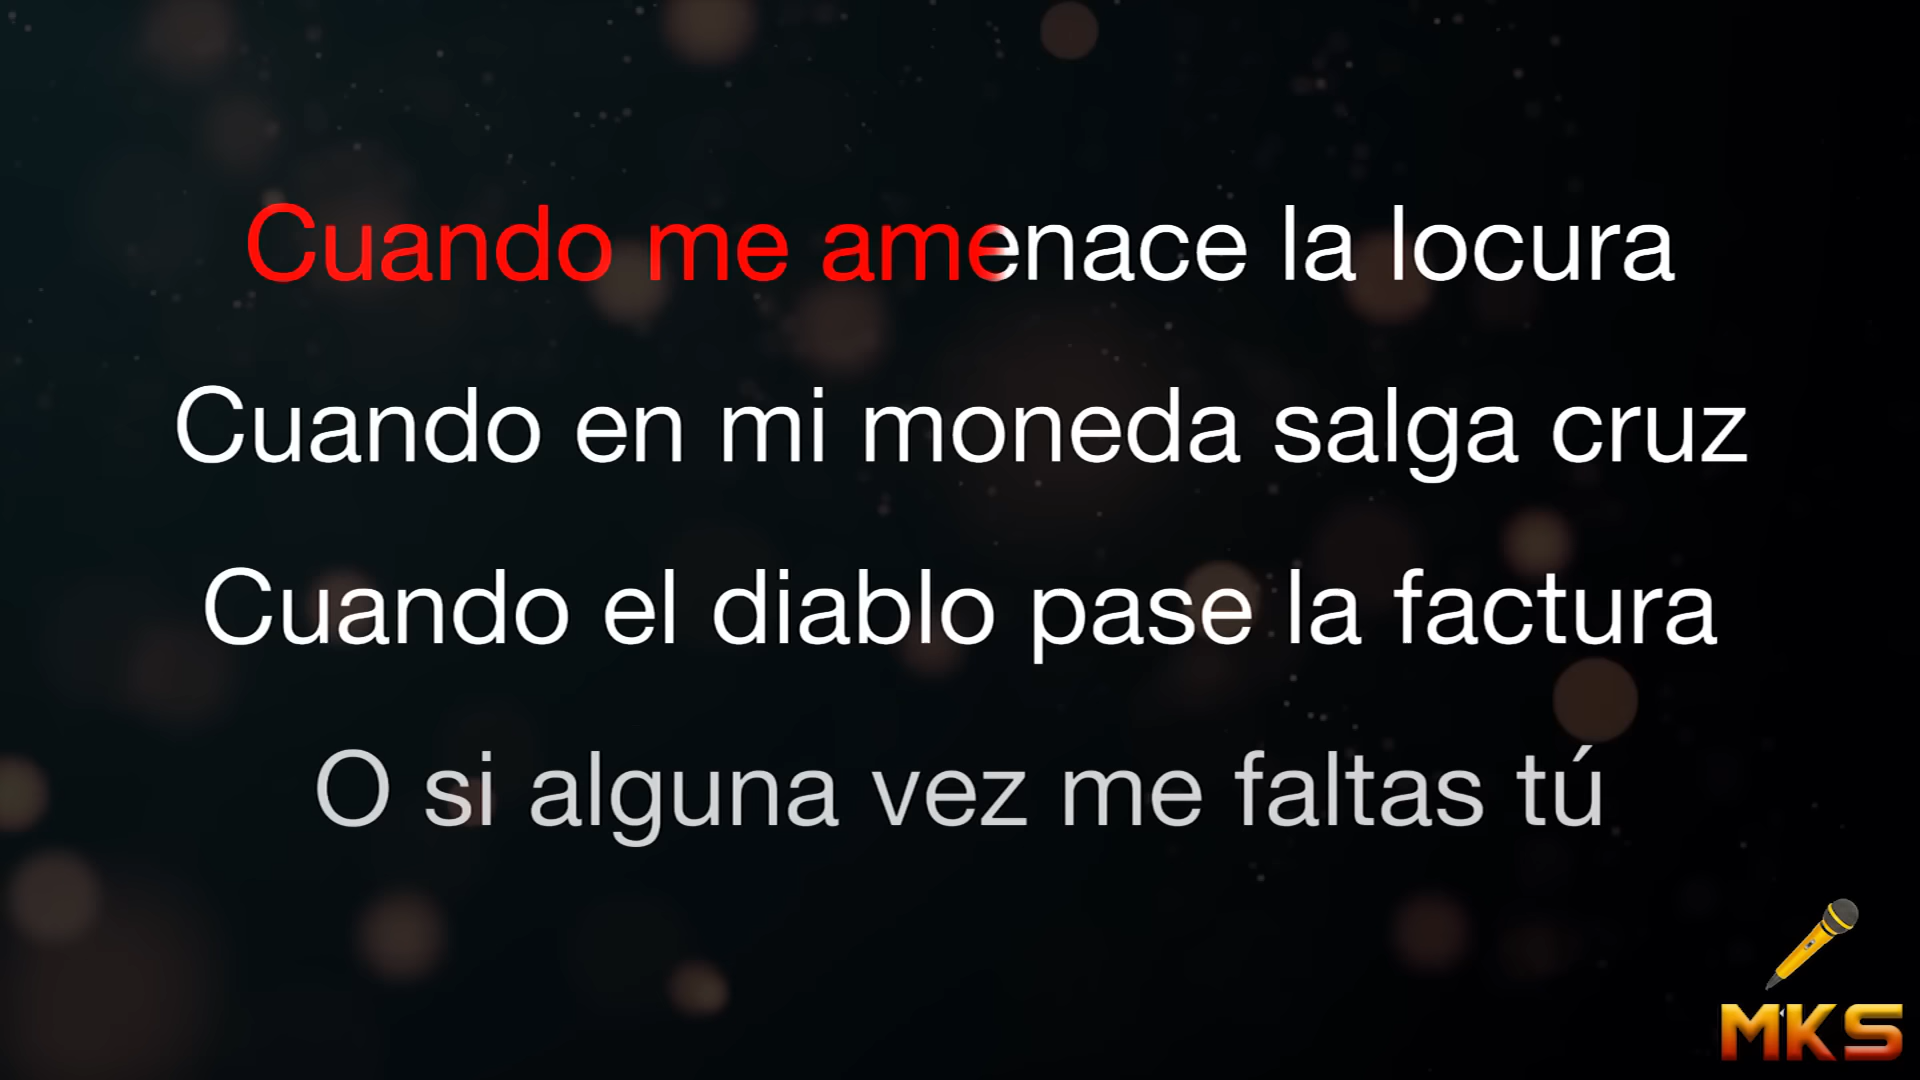 Cuando me amenace la locura
Cuando en mi moneda salga cruz
Cuando el diablo pase la factura
O si alguna vez me faltas tú
MKS